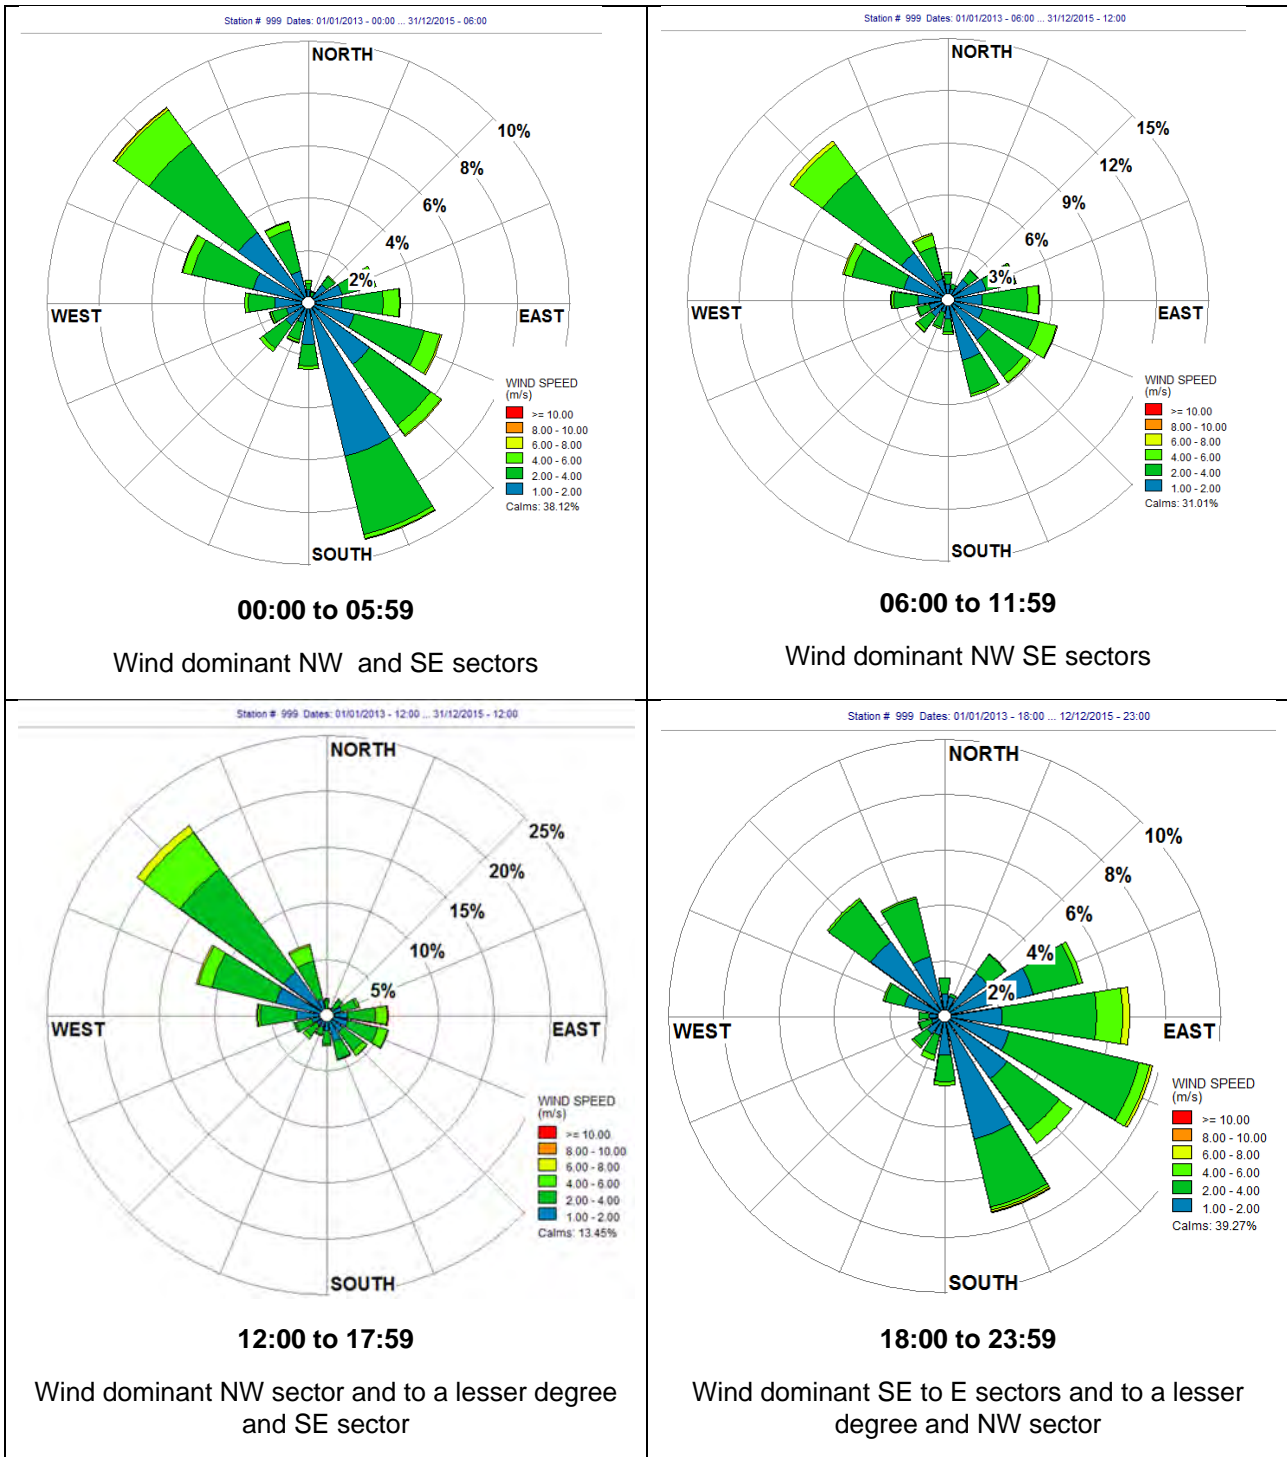 Station # 999 Dates: 01/01/2013 - 00:00 ... 31/12/2015 - 06:00
NORTH
10%
8%
6%
4%
2%
WEST
EAST
SOUTH
WIND SPEED
(m/s)
>= 10.00
8.00 - 10.00
6.00 - 8.00
4.00 - 6.00
2.00 - 4.00
1.00 - 2.00
Calms: 38.12%
00:00 to 05:59
Wind dominant NW and SE sectors
Station # 999 Dates: 01/01/2013 - 06:00 ... 31/12/2015 - 12:00
NORTH
15%
12%
9%
6%
3%
WEST
EAST
SOUTH
WIND SPEED
(m/s)
>= 10.00
8.00 - 10.00
6.00 - 8.00
4.00 - 6.00
2.00 - 4.00
1.00 - 2.00
Calms: 31.01%
06:00 to 11:59
Wind dominant NW SE sectors
Station # 999 Dates: 01/01/2013 - 12:00 ... 31/12/2015 - 12:00
NORTH
25%
20%
15%
10%
5%
WEST
EAST
SOUTH
WIND SPEED
(m/s)
>= 10.00
8.00 - 10.00
6.00 - 8.00
4.00 - 6.00
2.00 - 4.00
1.00 - 2.00
Calms: 13.45%
12:00 to 17:59
Wind dominant NW sector and to a lesser degree
and SE sector
Station # 999 Dates: 01/01/2013 - 18:00 ... 12/12/2015 - 23:00
NORTH
10%
8%
6%
4%
2%
WEST
EAST
SOUTH
WIND SPEED
(m/s)
>= 10.00
8.00 - 10.00
6.00 - 8.00
4.00 - 6.00
2.00 - 4.00
1.00 - 2.00
Calms: 39.27%
18:00 to 23:59
Wind dominant SE to E sectors and to a lesser
degree and NW sector